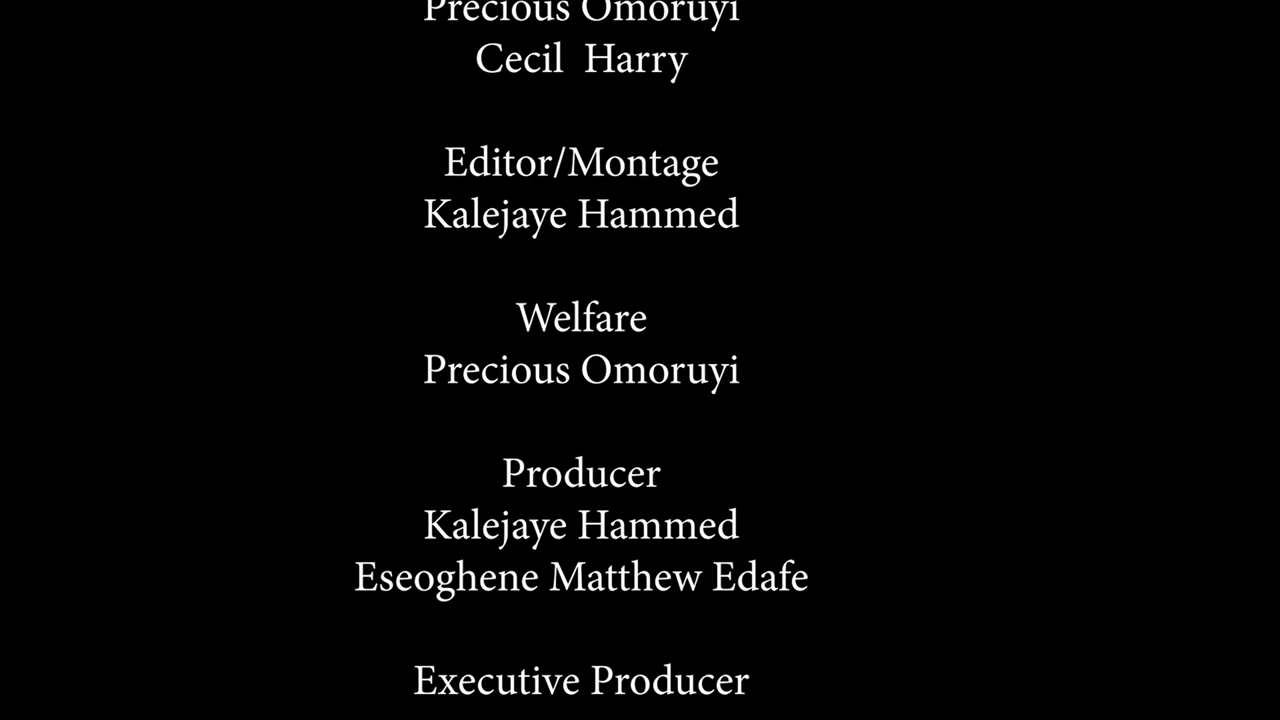 Precious Omoruyi
Cecil  Harry
Editor/Montage
Kalejaye Hammed
Welfare
Precious Omoruyi
Producer
Kalejaye Hammed
Eseoghene Matthew Edafe
Executive Producer